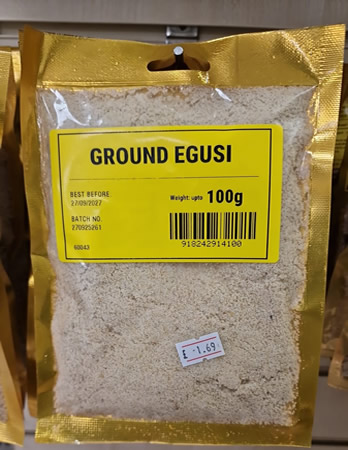 GROUND EGUSI
BEST BEFORE
27/09/2027
Weight: upto 100g
BATCH NO.
270925261
60043
918242914100
£ 1.69